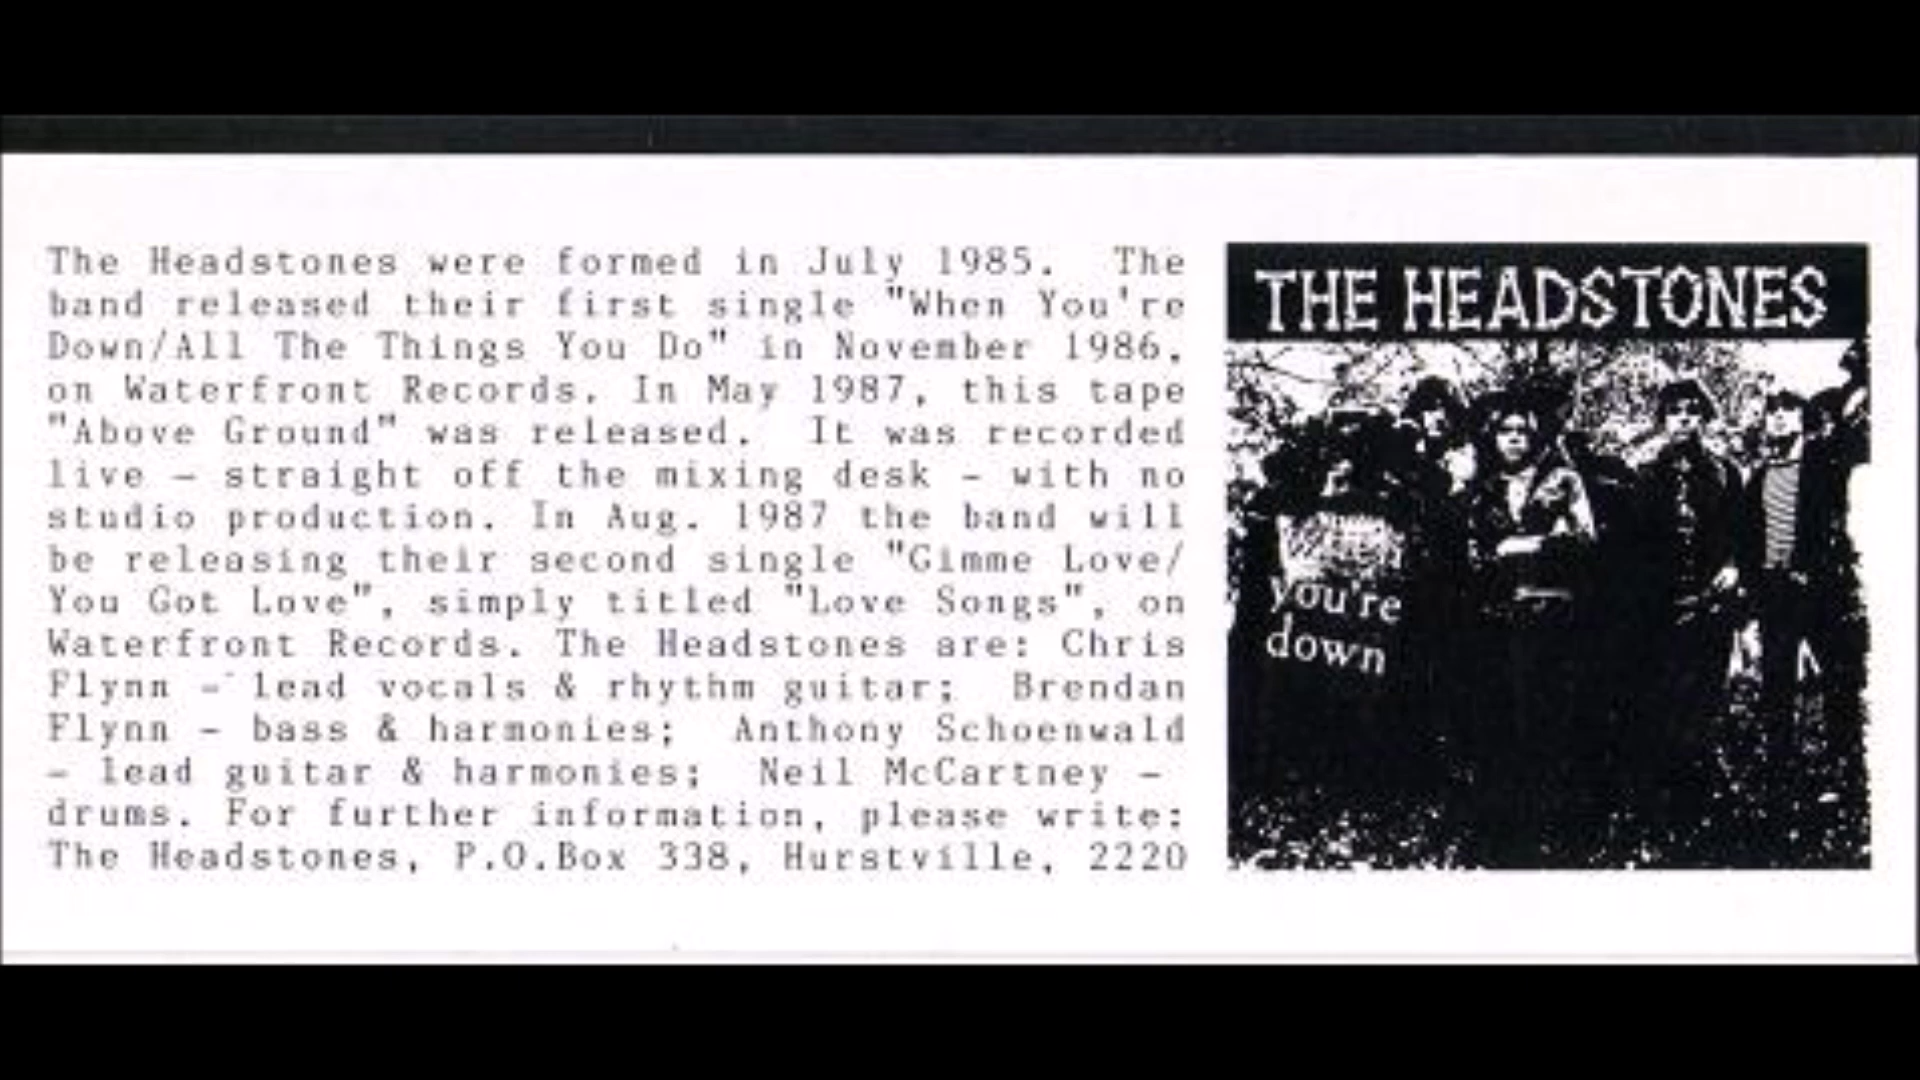 The Headstones were formed in July 1985. The
band released their first single "When You're
Down/All The Things You Do" in November 1986,
on Waterfront Records. In May 1987, this tape
"Above Ground" was released. It was recorded
live - straight off the mixing desk - with no
studio production. In Aug. 1987 the band will
be releasing their second single "Gimme Love/
You Got Love", simply titled "Love Songs", on
Waterfront Records. The Headstones are: Chris
Flynn - lead vocals & rhythm guitar; Brendan
Flynn - bass & harmonies; Anthony Schoenwald
- lead guitar & harmonies; Neil McCartney -
drums. For further information, please write:
The Headstones, P.O.Box 338, Hurstville, 2220
THE HEADSTONES
when
you're
down